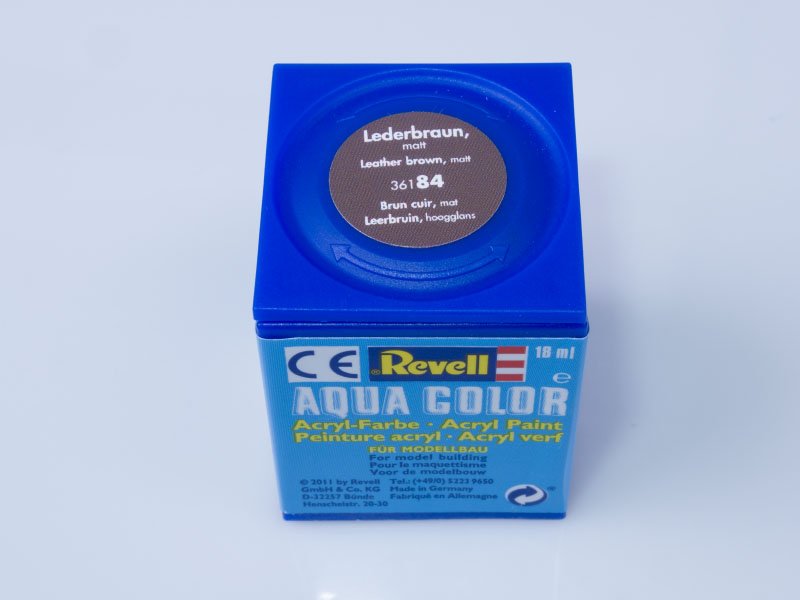 Lederbraun,
matt
Leather brown, matt
36184
Brun cuir, mat
Leerbruin, hoogglans
CE Revell 18 ml
e
AQUA COLOR
Acryl-Farbe · Acryl Paint
Peinture acryl · Acryl verf
FÜR MODELLBAU
For model building
Pour le maquettisme
Voor de modelbouw
© 2011 by Revell Tel.: (+49/0) 5223 9650
GmbH & Co. KG Made in Germany
D-32257 Bünde Fabriqué en Allemagne
Henschelstr. 20-30